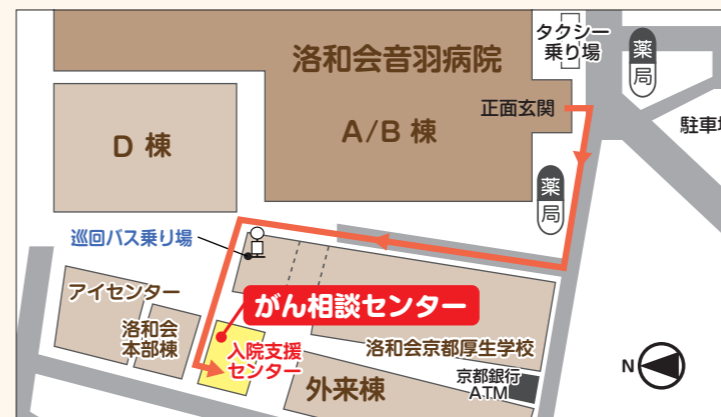 タクシー
乗り場
薬局
洛和会音羽病院
正面玄関
A/B 棟
D 棟
薬局
巡回バス乗り場
アイセンター
洛和会
本部棟
がん相談センター
入院支援
センター
洛和会京都厚生学校
外来棟
京都銀行
ATM
N